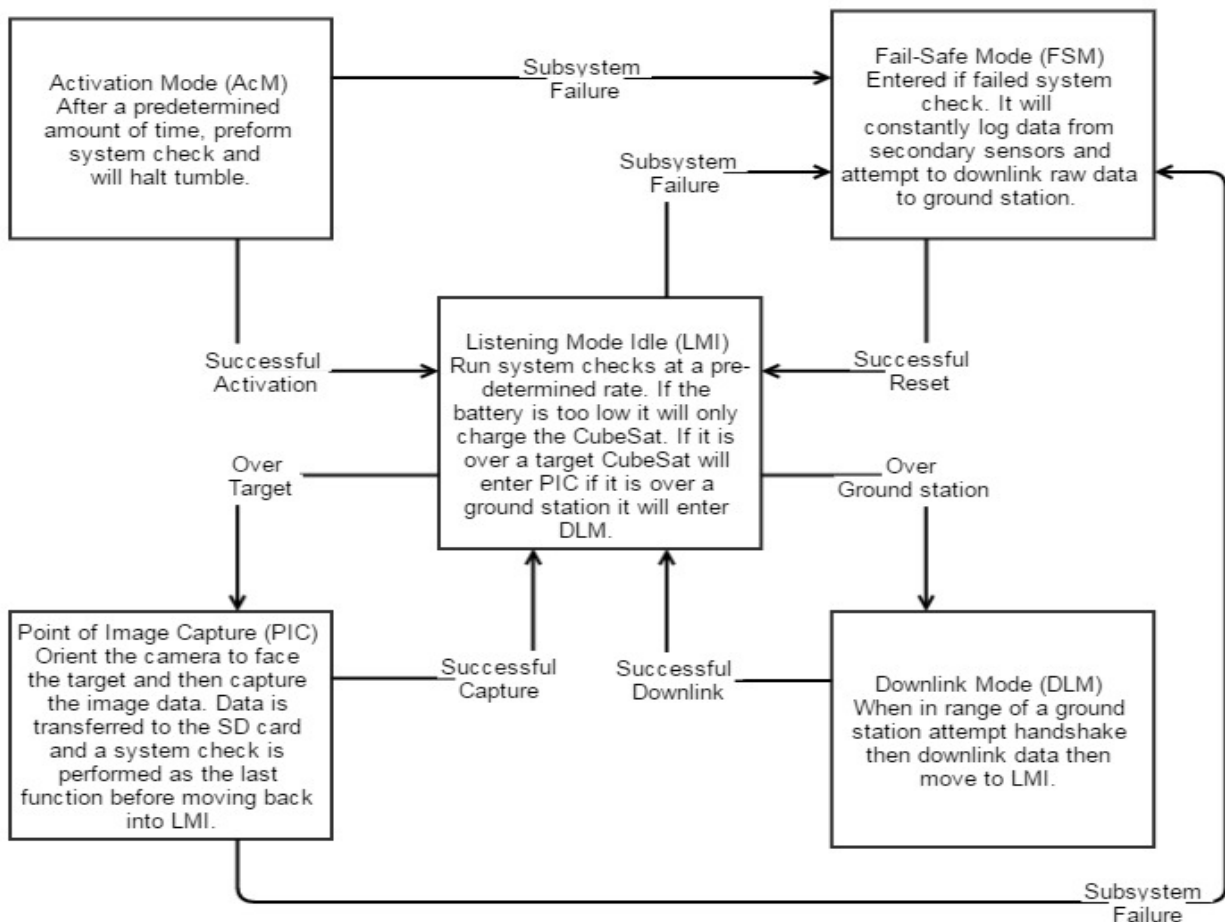 Activation Mode (AcM)
After a predetermined
amount of time, preform
system check and
will halt tumble.
Subsystem
Failure
Fail-Safe Mode (FSM)
Entered if failed system
check. It will
constantly log data from
secondary sensors and
attempt to downlink raw data
to ground station.
Subsystem
Failure
Successful
Activation
Listening Mode Idle (LMI)
Run system checks at a pre-
determined rate. If the
battery is too low it will only
charge the CubeSat. If it is
over a target CubeSat will
enter PIC if it is over a
ground station it will enter
DLM.
Successful
Reset
Over
Target
Over
Ground station
Point of Image Capture (PIC)
Orient the camera to face
the target and then capture
the image data. Data is
transferred to the SD card
and a system check is
performed as the last
function before moving back
into LMI.
Successful
Capture
Successful
Downlink
Downlink Mode (DLM)
When in range of a ground
station attempt handshake
then downlink data then
move to LMI.
Subsystem
Failure